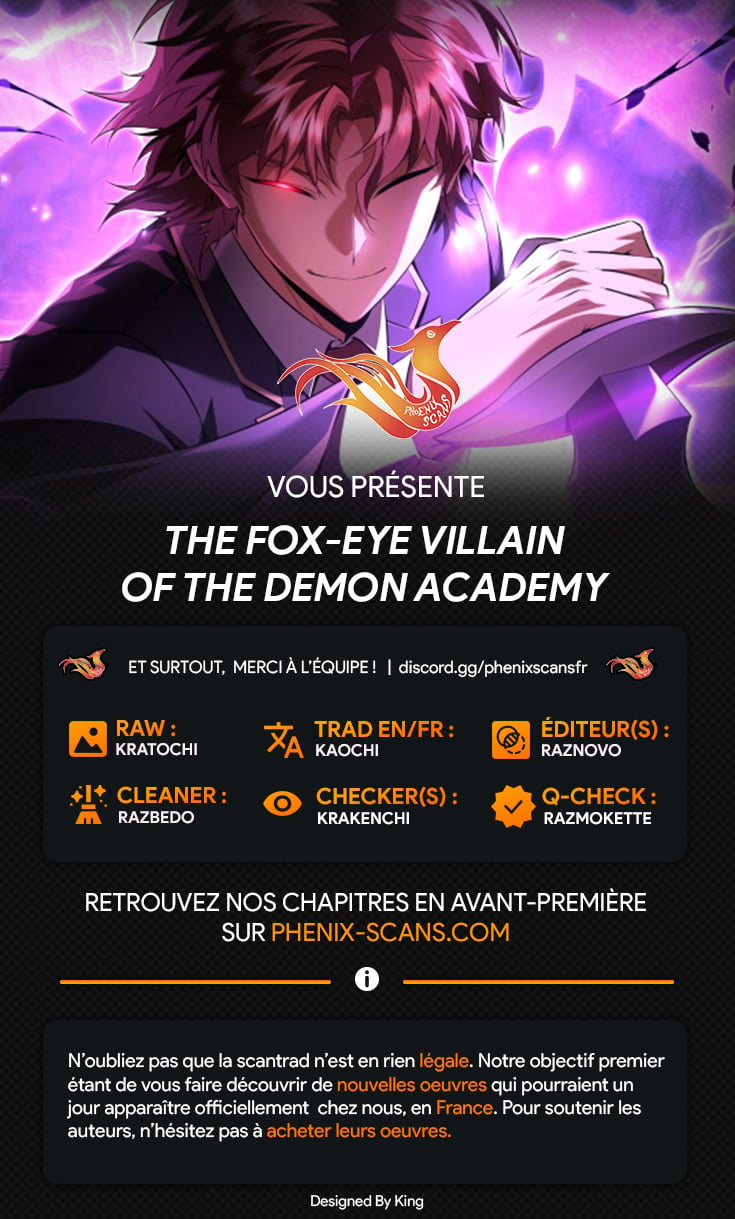 PHOENIX
SCANS
VOUS PRÉSENTE
THE FOX-EYE VILLAIN
OF THE DEMON ACADEMY
ET SURTOUT, MERCI À L'ÉQUIPE ! | discord.gg/phenixscansfr
RAW :
KRATOCHI
TRAD EN/FR :
KAOCHI
ÉDITEUR(S) :
RAZNOVO
CLEANER :
RAZBEDO
CHECKER(S) :
KRAKENCHI
Q-CHECK :
RAZMOKETTE
RETROUVEZ NOS CHAPITRES EN AVANT-PREMIÈRE
SUR PHENIX-SCANS.COM
N'oubliez pas que la scantrad n'est en rien légale. Notre objectif premier
étant de vous faire découvrir de nouvelles oeuvres qui pourraient un
jour apparaître officiellement chez nous, en France. Pour soutenir les
auteurs, n'hésitez pas à acheter leurs oeuvres.
Designed By King